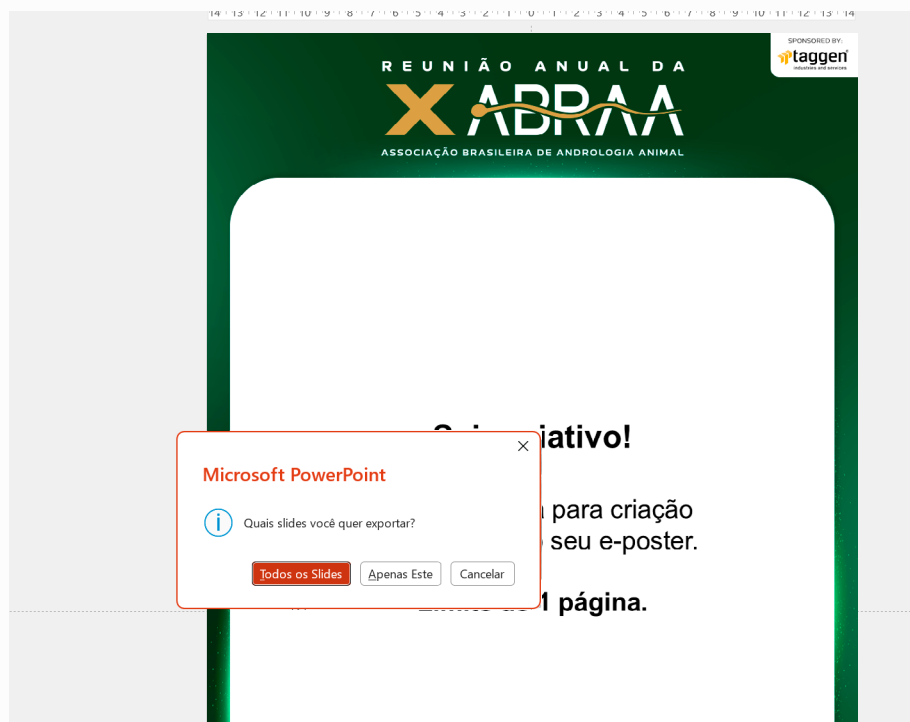 14 13 12 11 10 9 8 7 6 5 4 3 2 1 0 1 2 3 4 5 6 7 8 9 10 11 12 13 14
SPONSORED BY:
taggen
industries and services
REUNIÃO ANUAL DA
X ABRAA
ASSOCIAÇÃO BRASILEIRA DE ANDROLOGIA ANIMAL
iativo!
Microsoft PowerPoint
Quais slides você quer exportar?
para criação
seu e-poster.
Todos os Slides Apenas Este Cancelar
1 página.